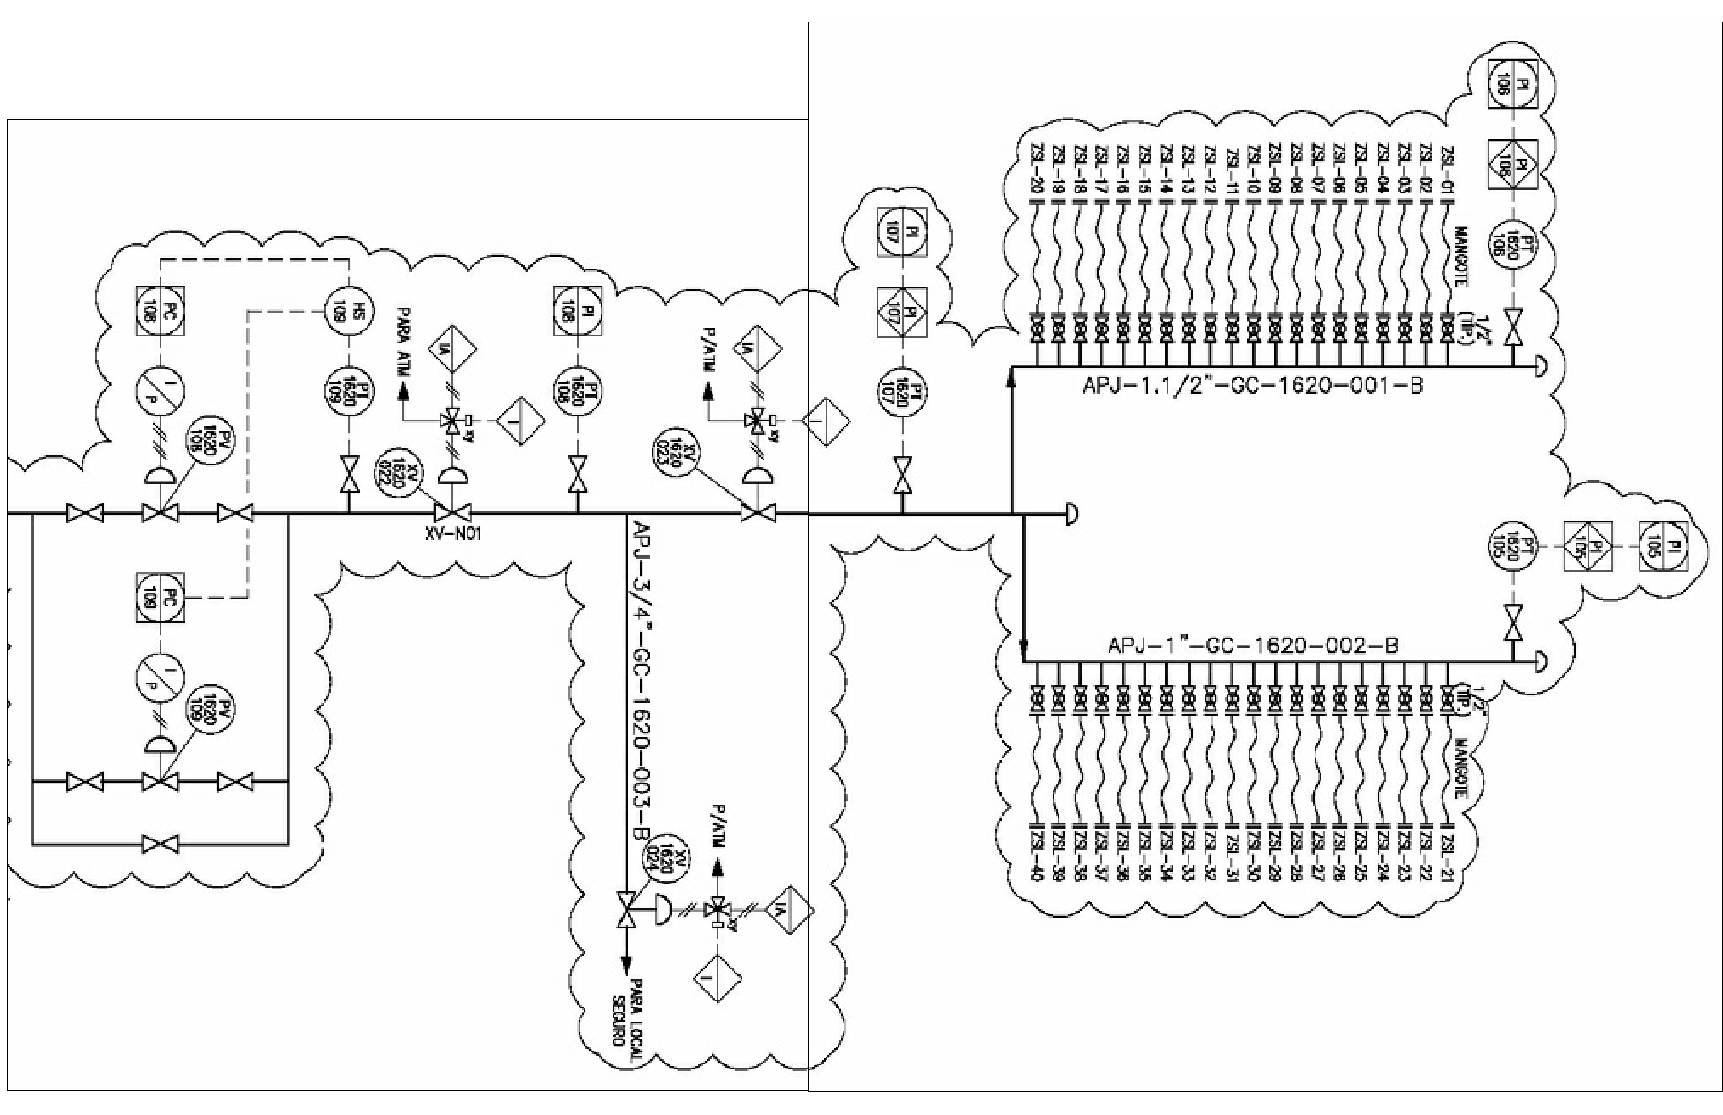 PI
106
PI
106
PT
1620
106
ZSL-20
ZSL-19
ZSL-18
ZSL-17
ZSL-16
ZSL-15
ZSL-14
ZSL-13
ZSL-12
ZSL-11
ZSL-10
ZSL-09
ZSL-08
ZSL-07
ZSL-06
ZSL-05
ZSL-04
ZSL-03
ZSL-02
ZSL-01
MANGOTE
1/2"
(TIP.)
APJ-1.1/2"-GC-1620-001-B
PI
107
PI
107
PT
1620
107
PC
108
HS
109
I
P
PT
1620
109
PV
1620
108
PARA ATM
IA
I
xy
XV
1620
022
XV-N01
PI
108
PT
1620
108
P/ATM
IA
I
xy
XV
1620
023
PC
109
I
P
PV
1620
109
APJ-3/4"-GC-1620-003-B
XV
1620
024
P/ATM
IA
xy
I
PARA LOCAL
SEGURO
PT
1620
105
PI
105
PI
105
APJ-1"-GC-1620-002-B
1/2"
(TIP.)
MANGOTE
ZSL-40
ZSL-39
ZSL-38
ZSL-37
ZSL-36
ZSL-35
ZSL-34
ZSL-33
ZSL-32
ZSL-31
ZSL-30
ZSL-29
ZSL-28
ZSL-27
ZSL-26
ZSL-25
ZSL-24
ZSL-23
ZSL-22
ZSL-21